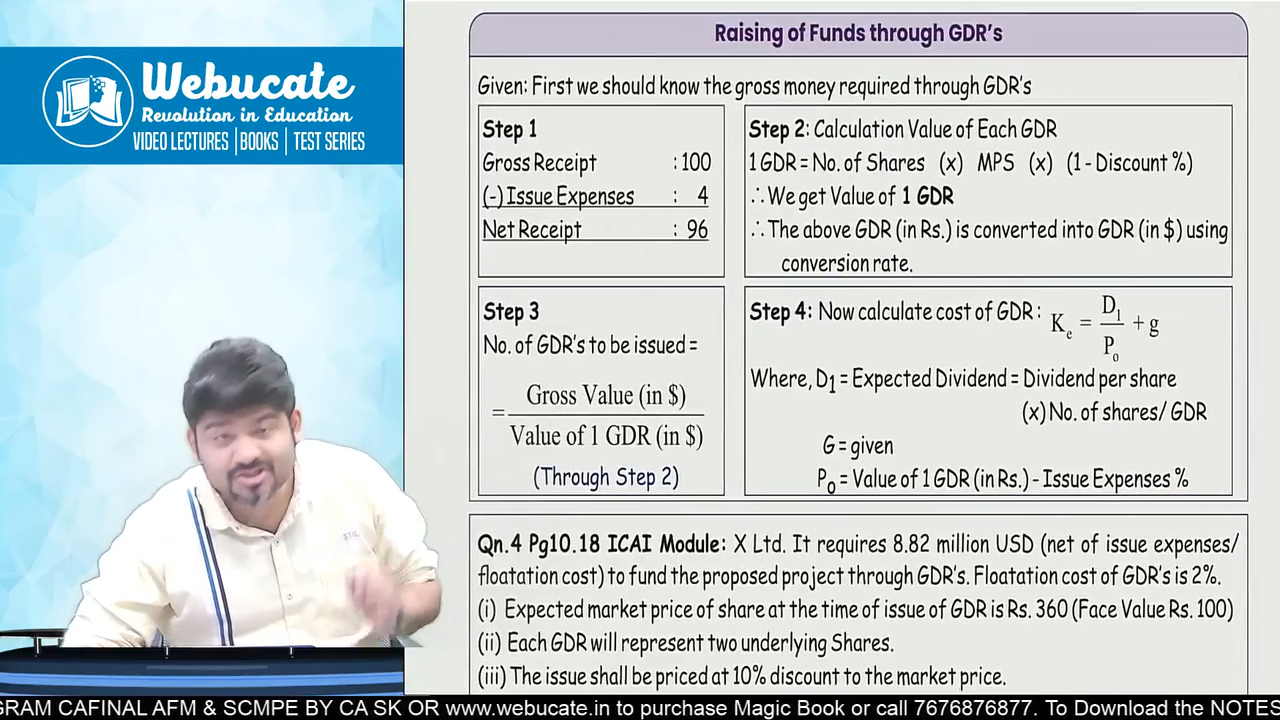 Webucate
Revolution in Education
VIDEO LECTURES | BOOKS | TEST SERIES
Raising of Funds through GDR's
Given: First we should know the gross money required through GDR's
Step 1
Gross Receipt : 100
(-) Issue Expenses : 4
Net Receipt : 96
Step 2: Calculation Value of Each GDR
1 GDR = No. of Shares (x) MPS (x) (1 - Discount %)
∴ We get Value of 1 GDR
∴ The above GDR (in Rs.) is converted into GDR (in $) using
conversion rate.
Step 3
No. of GDR's to be issued =
= Gross Value (in $)
Value of 1 GDR (in $)
(Through Step 2)
Step 4: Now calculate cost of GDR : Ke = D1 / Po + g
Where, D1 = Expected Dividend = Dividend per share
(x) No. of shares/ GDR
G = given
Po = Value of 1 GDR (in Rs.) - Issue Expenses %
Qn.4 Pg10.18 ICAI Module: X Ltd. It requires 8.82 million USD (net of issue expenses/
floatation cost) to fund the proposed project through GDR's. Floatation cost of GDR's is 2%.
(i) Expected market price of share at the time of issue of GDR is Rs. 360 (Face Value Rs. 100)
(ii) Each GDR will represent two underlying Shares.
(iii) The issue shall be priced at 10% discount to the market price.
GRAM CAFINAL AFM & SCMPE BY CA SK OR www.webucate.in to purchase Magic Book or call 7676876877. To Download the NOTES